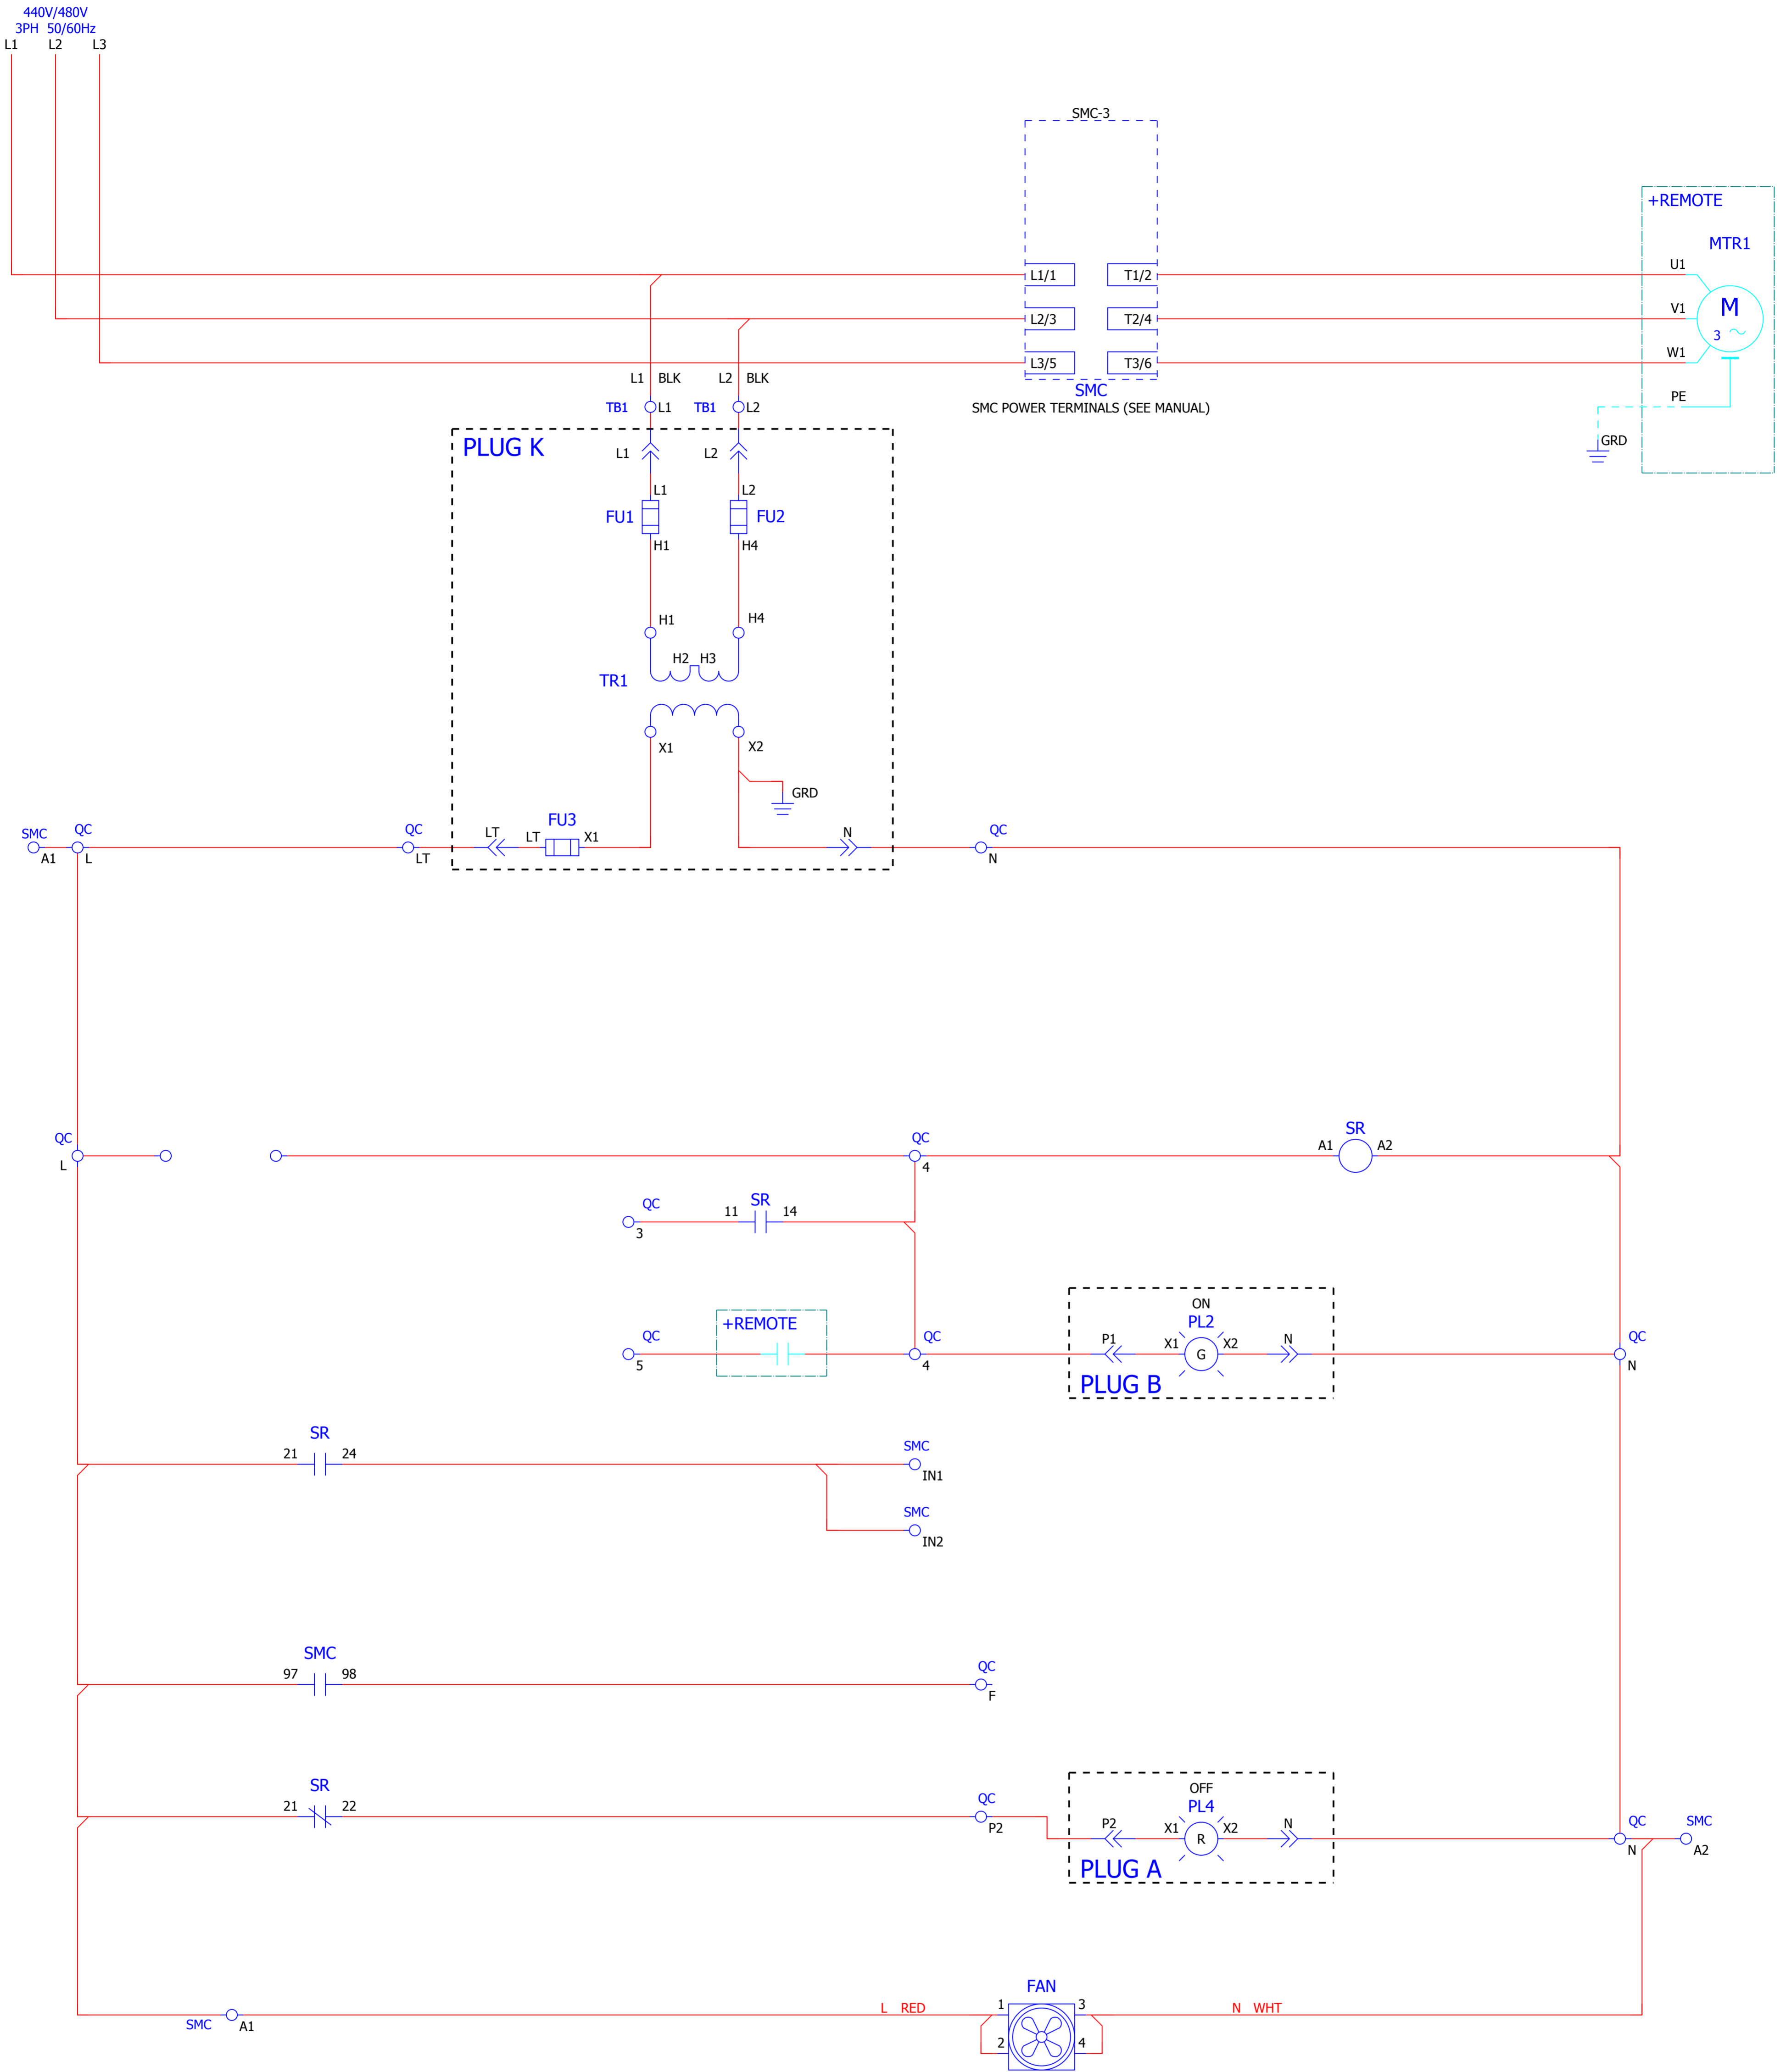 440V/480V
3PH 50/60Hz
L1 L2 L3
SMC-3
+REMOTE
MTR1
L1/1 T1/2 U1
L2/3 T2/4 V1 M
3
L3/5 T3/6 W1
SMC
SMC POWER TERMINALS (SEE MANUAL)
PE
GRD
L1 BLK L2 BLK
TB1 L1 TB1 L2
PLUG K
L1 L2
L1 L2
FU1 FU2
H1 H4
H1 H4
H2 H3
TR1
X1 X2
GRD
SMC QC QC LT LT FU3 X1 N QC
A1 L LT N
QC QC SR
A1 A2
L 4
QC 11 SR 14
3
+REMOTE
ON
PL2
QC QC P1 X1 G X2 N QC
5 4 N
PLUG B
SR
21 24 SMC
IN1
SMC
IN2
SMC
97 98 QC
F
SR
21 22 QC
P2
OFF
PL4
P2 X1 R X2 N QC SMC
N A2
PLUG A
FAN
L RED 1 3 N WHT
SMC A1
2 4